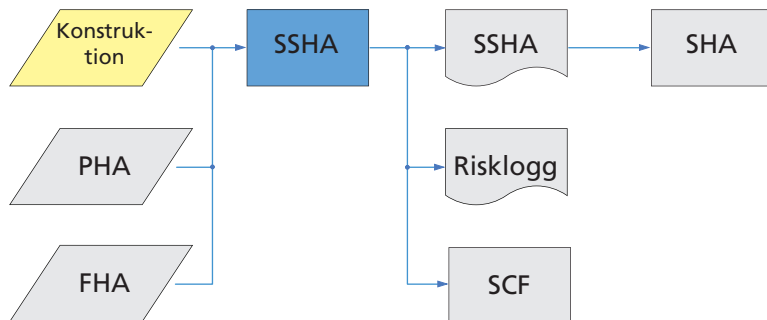 Konstruk-
tion
SSHA
SSHA
SHA
PHA
Risklogg
FHA
SCF